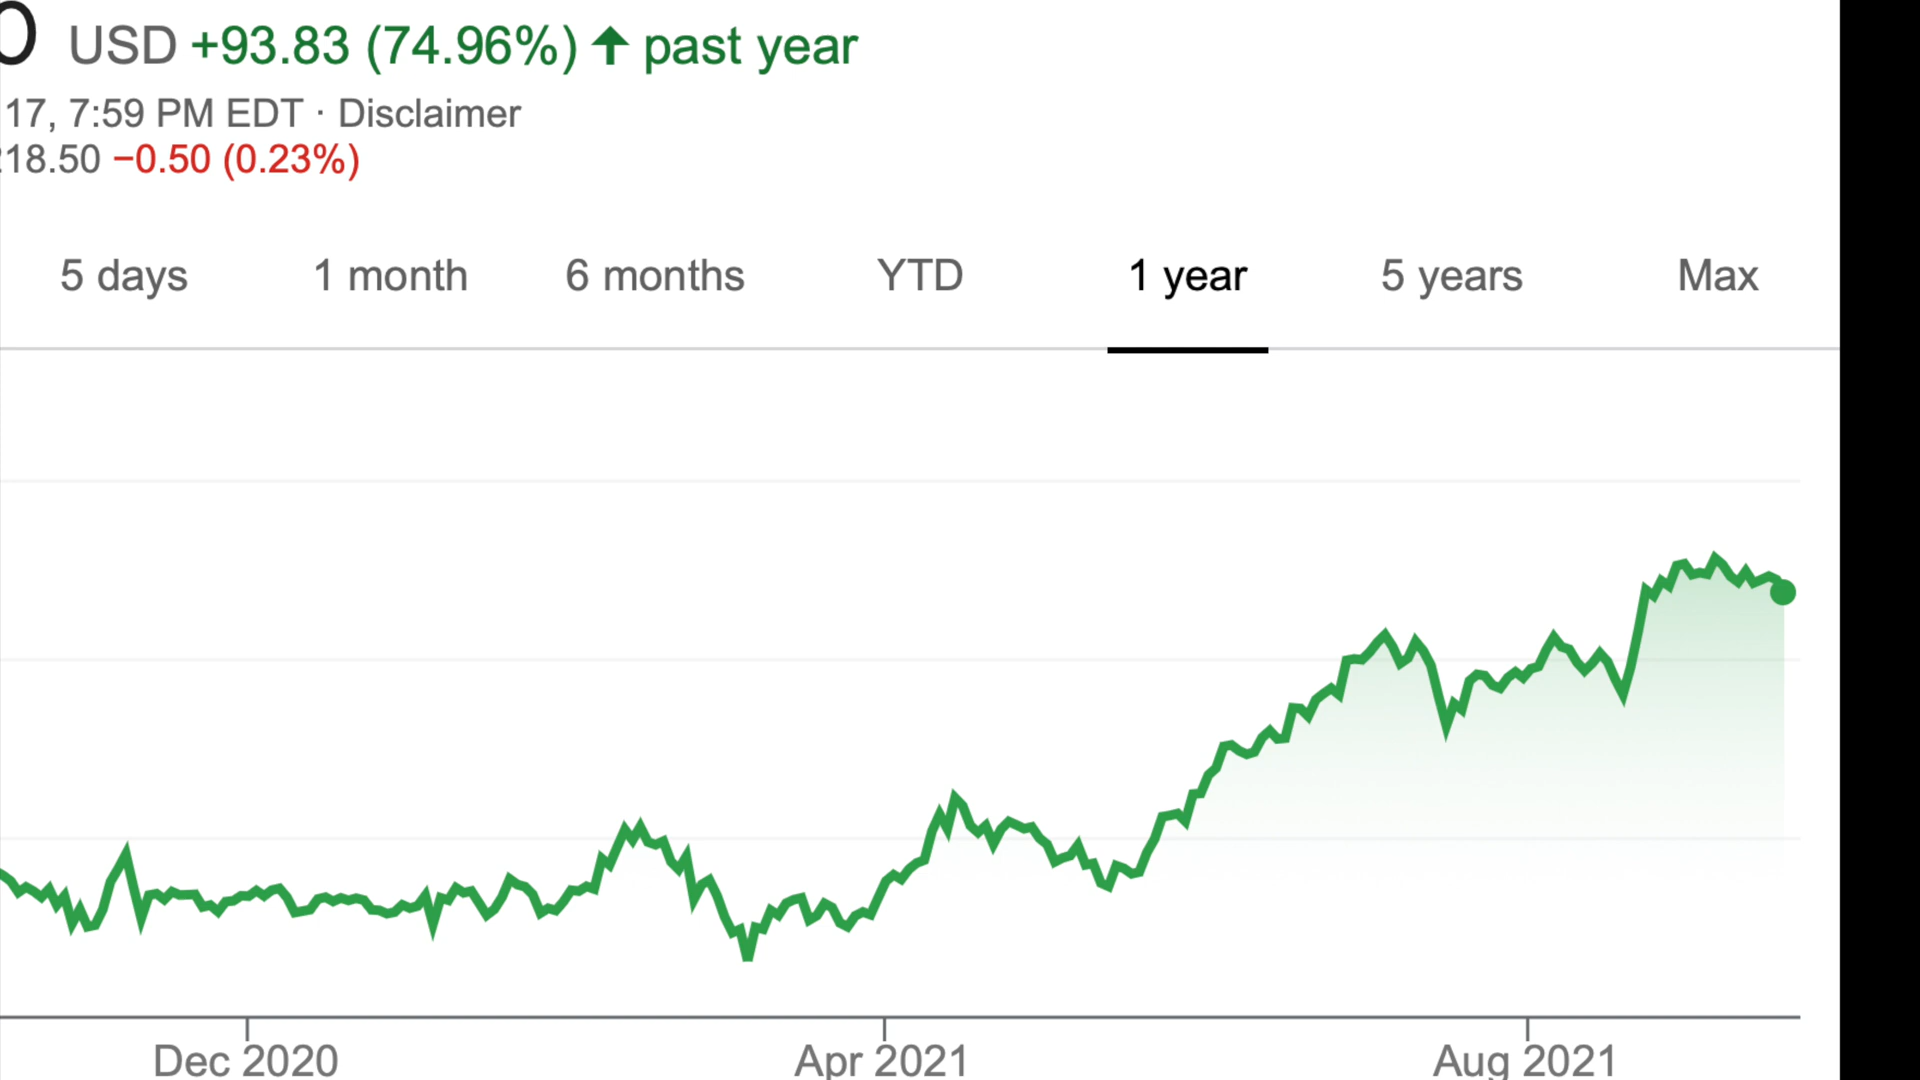 0 USD +93.83 (74.96%) ↑ past year
17, 7:59 PM EDT · Disclaimer
18.50 −0.50 (0.23%)
5 days 1 month 6 months YTD 1 year 5 years Max
Dec 2020 Apr 2021 Aug 2021